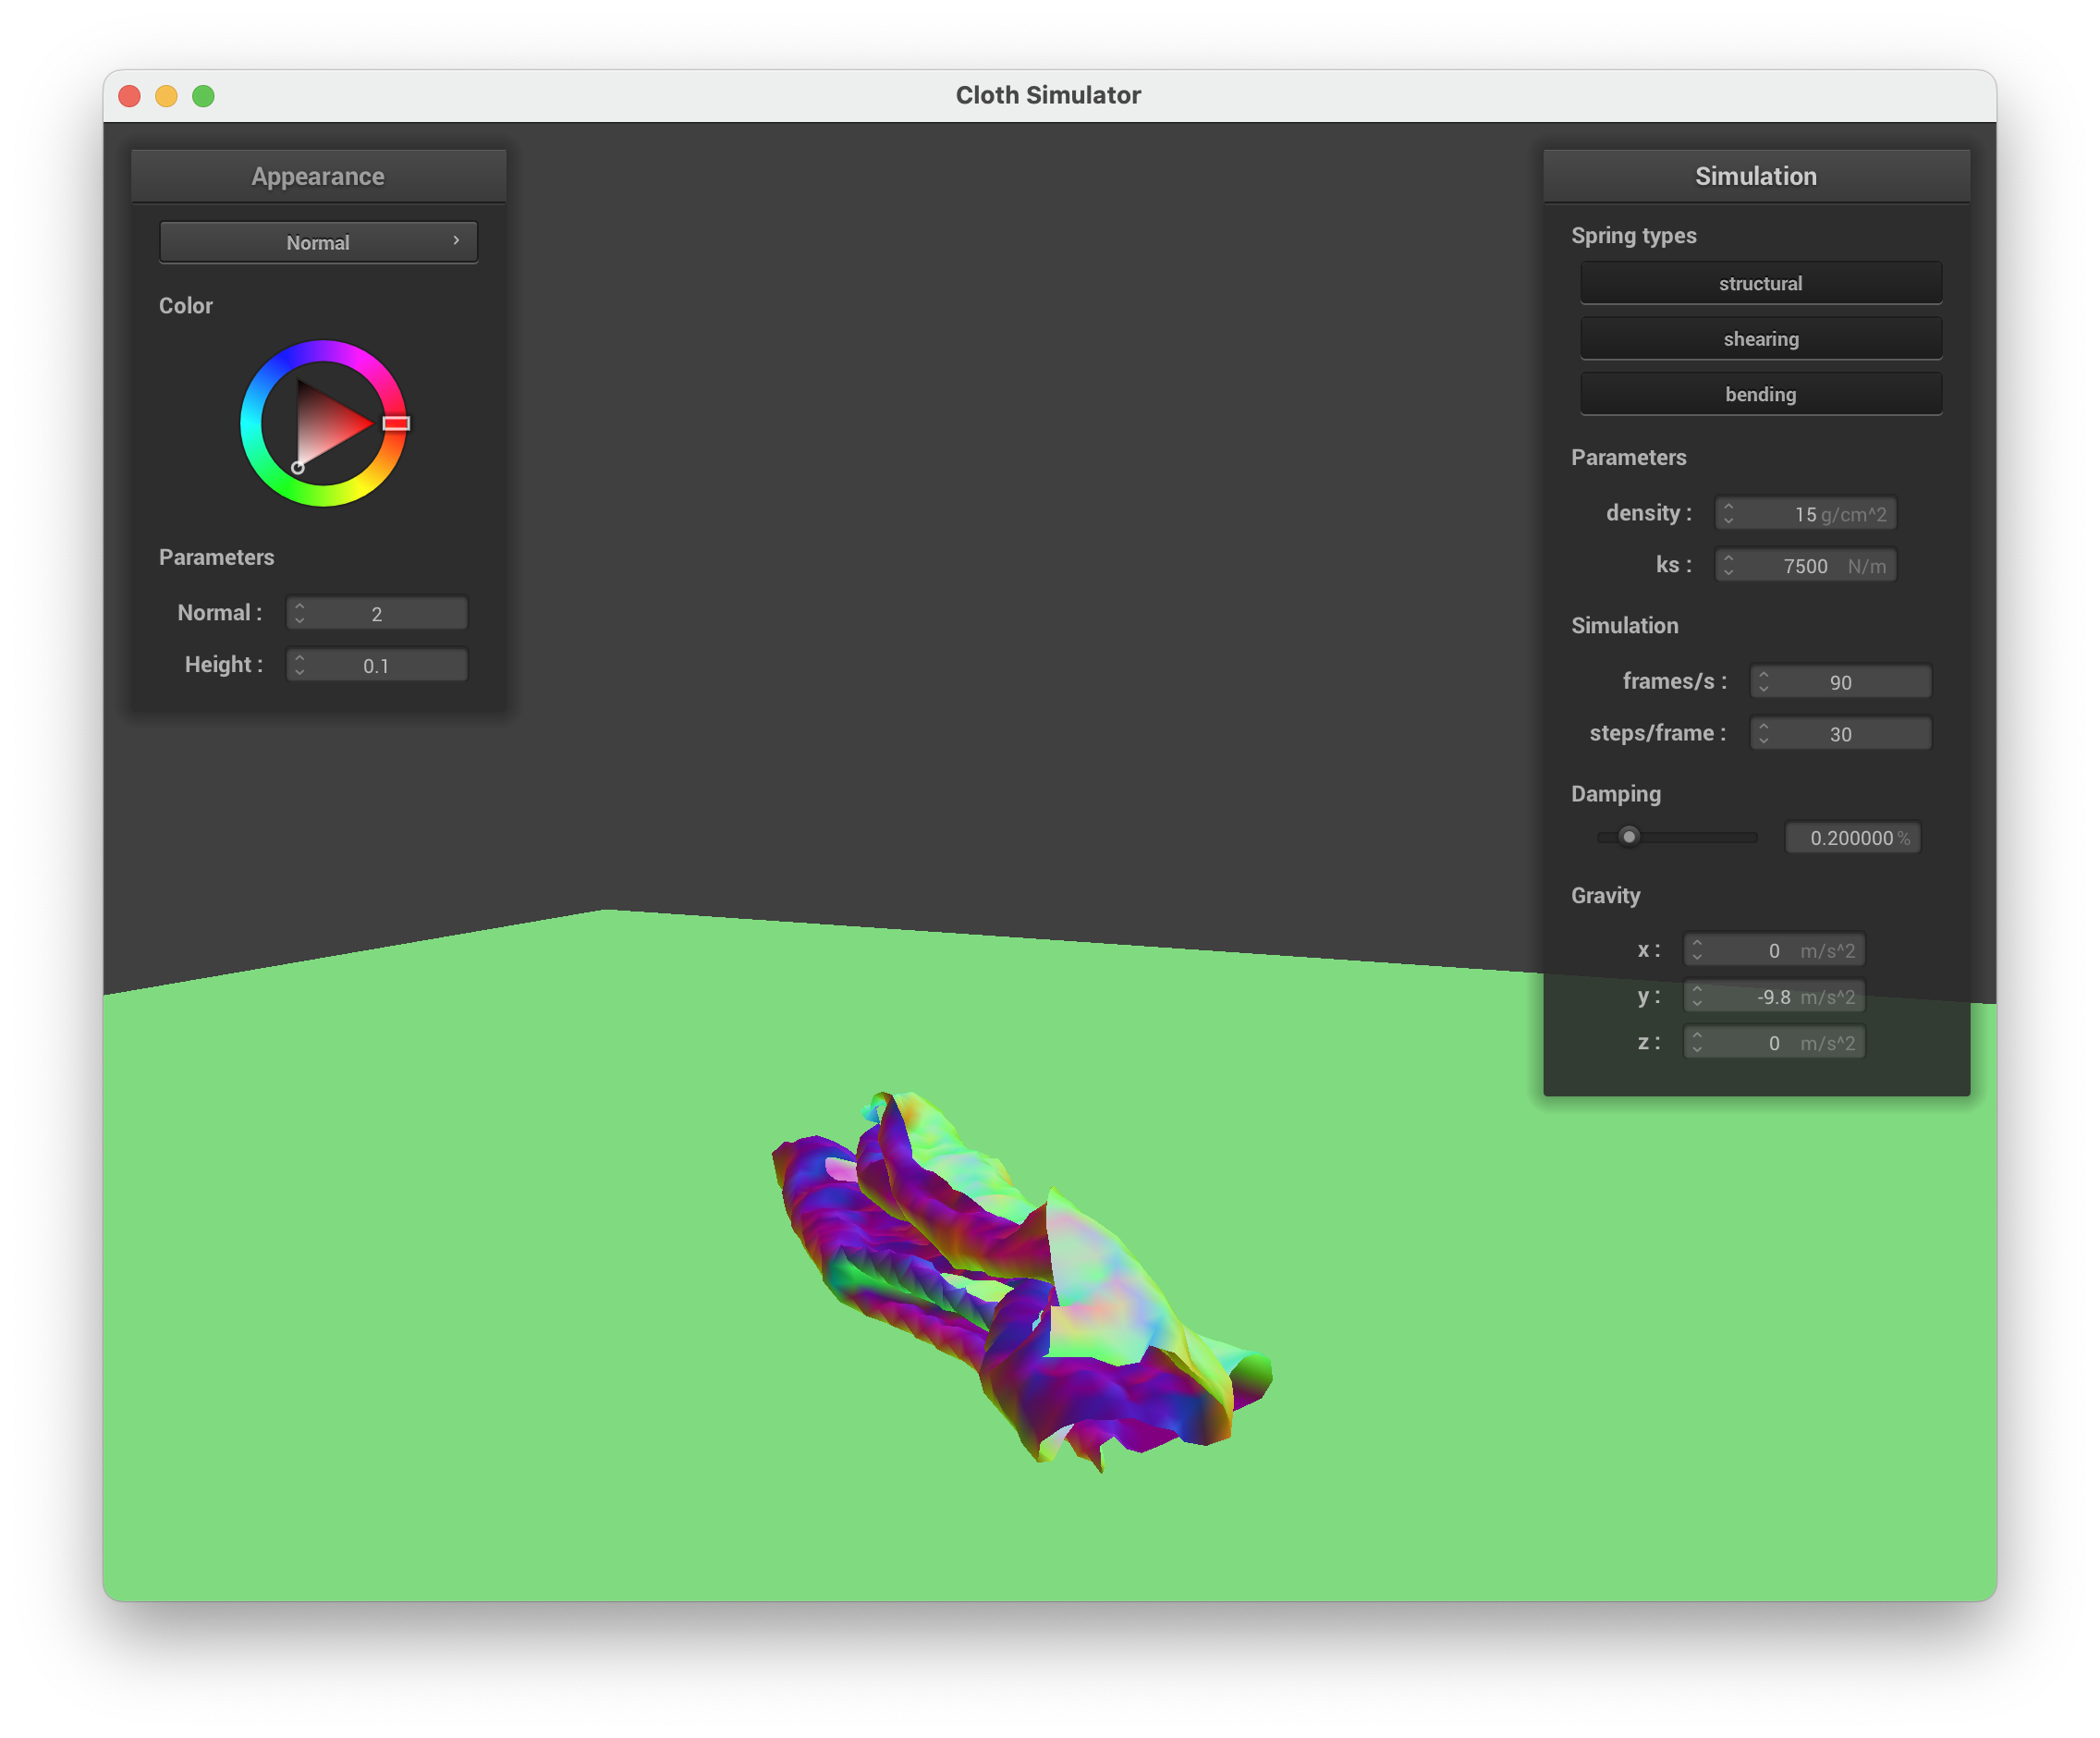 Cloth Simulator
Appearance
Normal
Color
Parameters
Normal : 2
Height : 0.1
Simulation
Spring types
structural
shearing
bending
Parameters
density : 15 g/cm^2
ks : 7500 N/m
Simulation
frames/s : 90
steps/frame : 30
Damping
0.200000 %
Gravity
x : 0 m/s^2
y : -9.8 m/s^2
z : 0 m/s^2